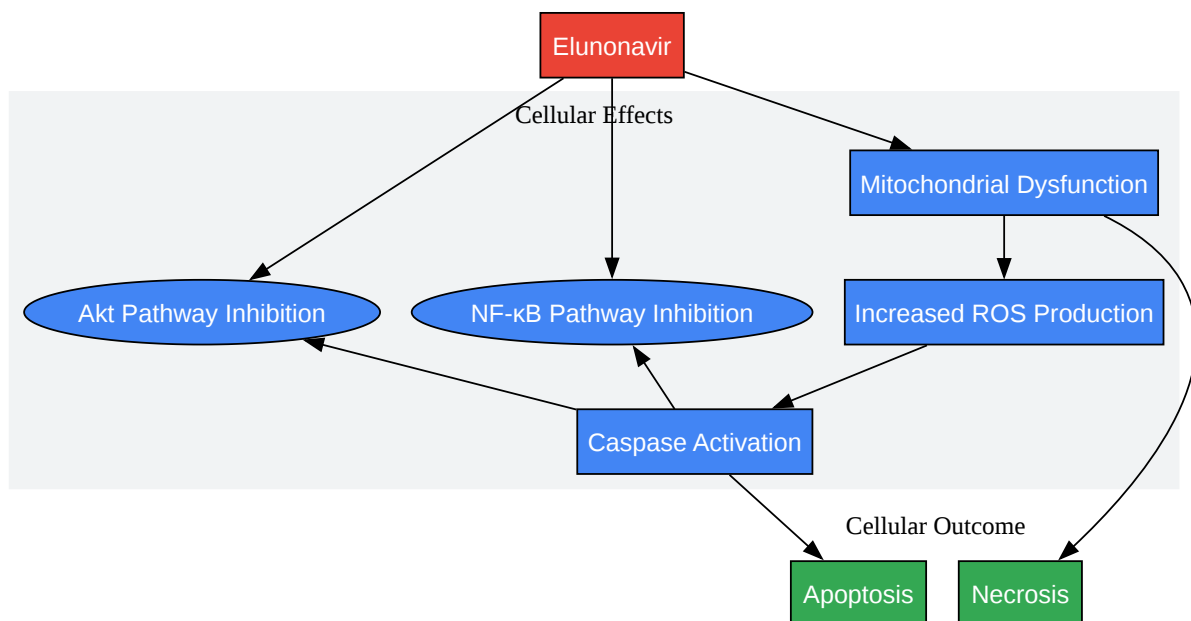 Elunonavir
Cellular Effects
Mitochondrial Dysfunction
Akt Pathway Inhibition
NF-κB Pathway Inhibition
Increased ROS Production
Caspase Activation
Cellular Outcome
Apoptosis
Necrosis